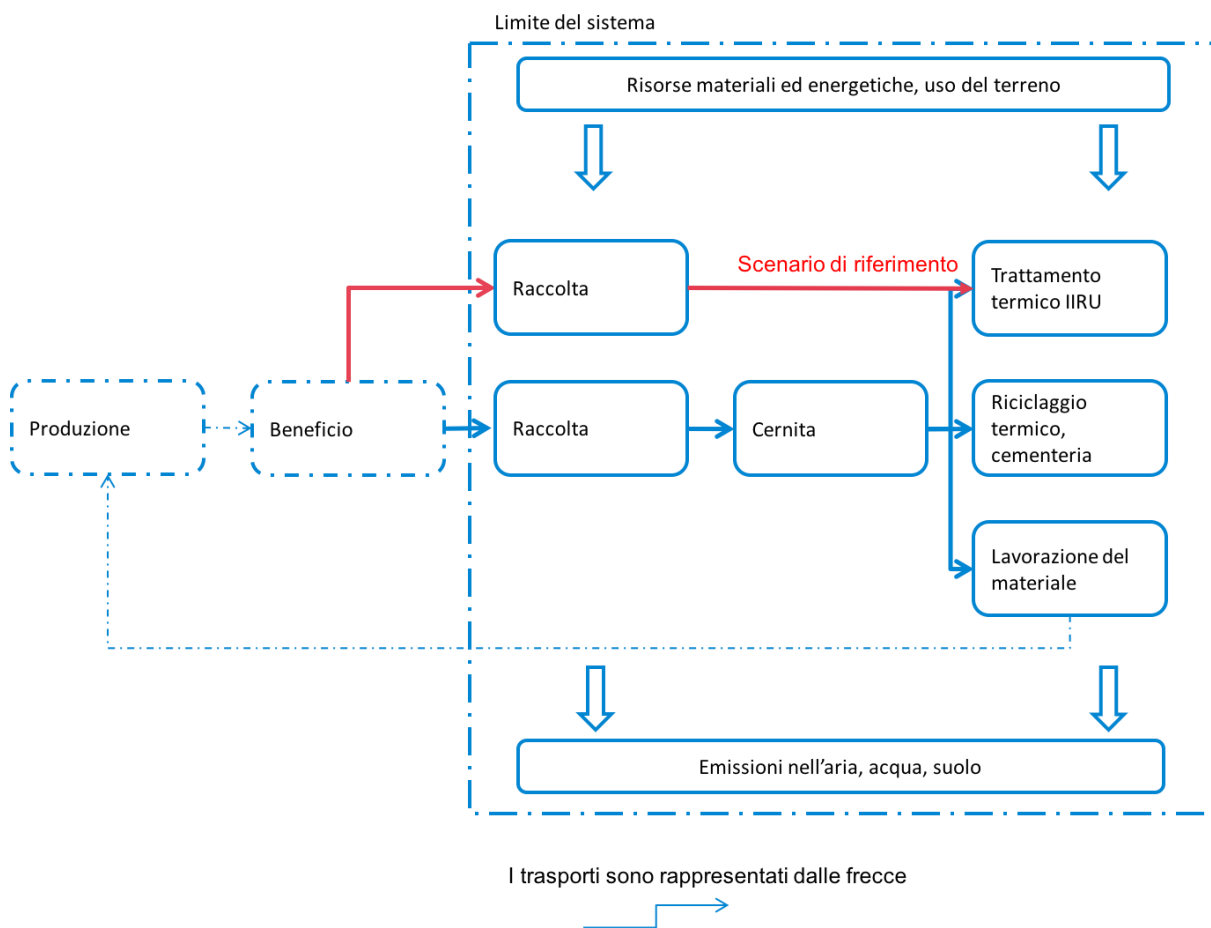 Limite del sistema
Risorse materiali ed energetiche, uso del terreno
Scenario di riferimento
Raccolta
Trattamento
termico IIRU
Produzione
Beneficio
Raccolta
Cernita
Riciclaggio
termico,
cementeria
Lavorazione del
materiale
Emissioni nell'aria, acqua, suolo
I trasporti sono rappresentati dalle frecce